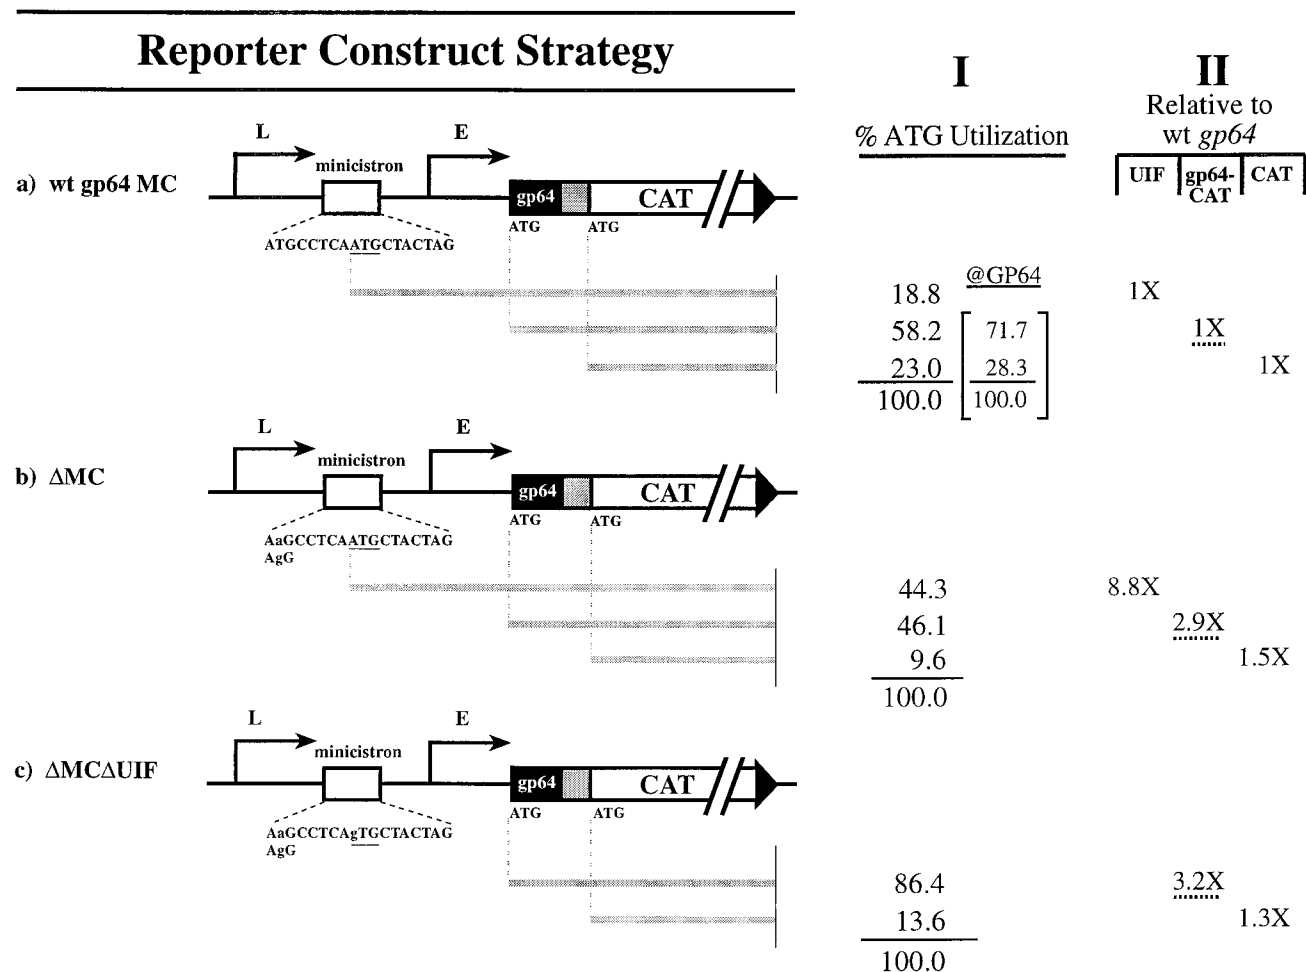 Reporter Construct Strategy
I
II
% ATG Utilization
Relative to
wt gp64
UIF
gp64-
CAT
CAT
a) wt gp64 MC
L
minicistron
E
gp64
CAT
ATG
ATG
ATGCCTCAATGCTACTAG
@GP64
18.8
1X
58.2
71.7
1X
23.0
28.3
1X
100.0
100.0
b) ΔMC
L
minicistron
E
gp64
CAT
ATG
ATG
AaGCCTCAATGCTACTAG
AgG
44.3
8.8X
46.1
2.9X
9.6
1.5X
100.0
c) ΔMCΔUIF
L
minicistron
E
gp64
CAT
ATG
ATG
AaGCCTCAgTGCTACTAG
AgG
86.4
3.2X
13.6
1.3X
100.0